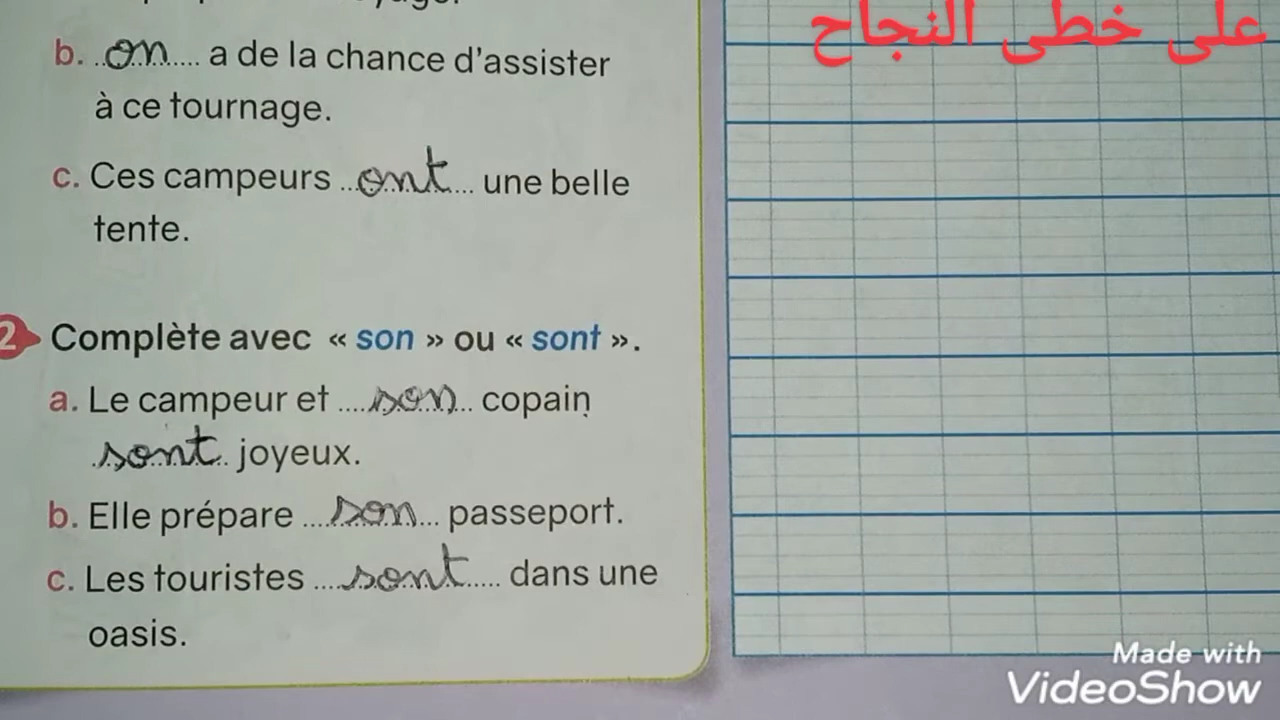 على خطى النجاح
b. ..on..... a de la chance d'assister
à ce tournage.
c. Ces campeurs ..ont... une belle
tente.
2 Complète avec « son » ou « sont ».
a. Le campeur et ....son... copain
sont.. joyeux.
b. Elle prépare ....son... passeport.
c. Les touristes ....sont..... dans une
oasis.
Made with
VideoShow